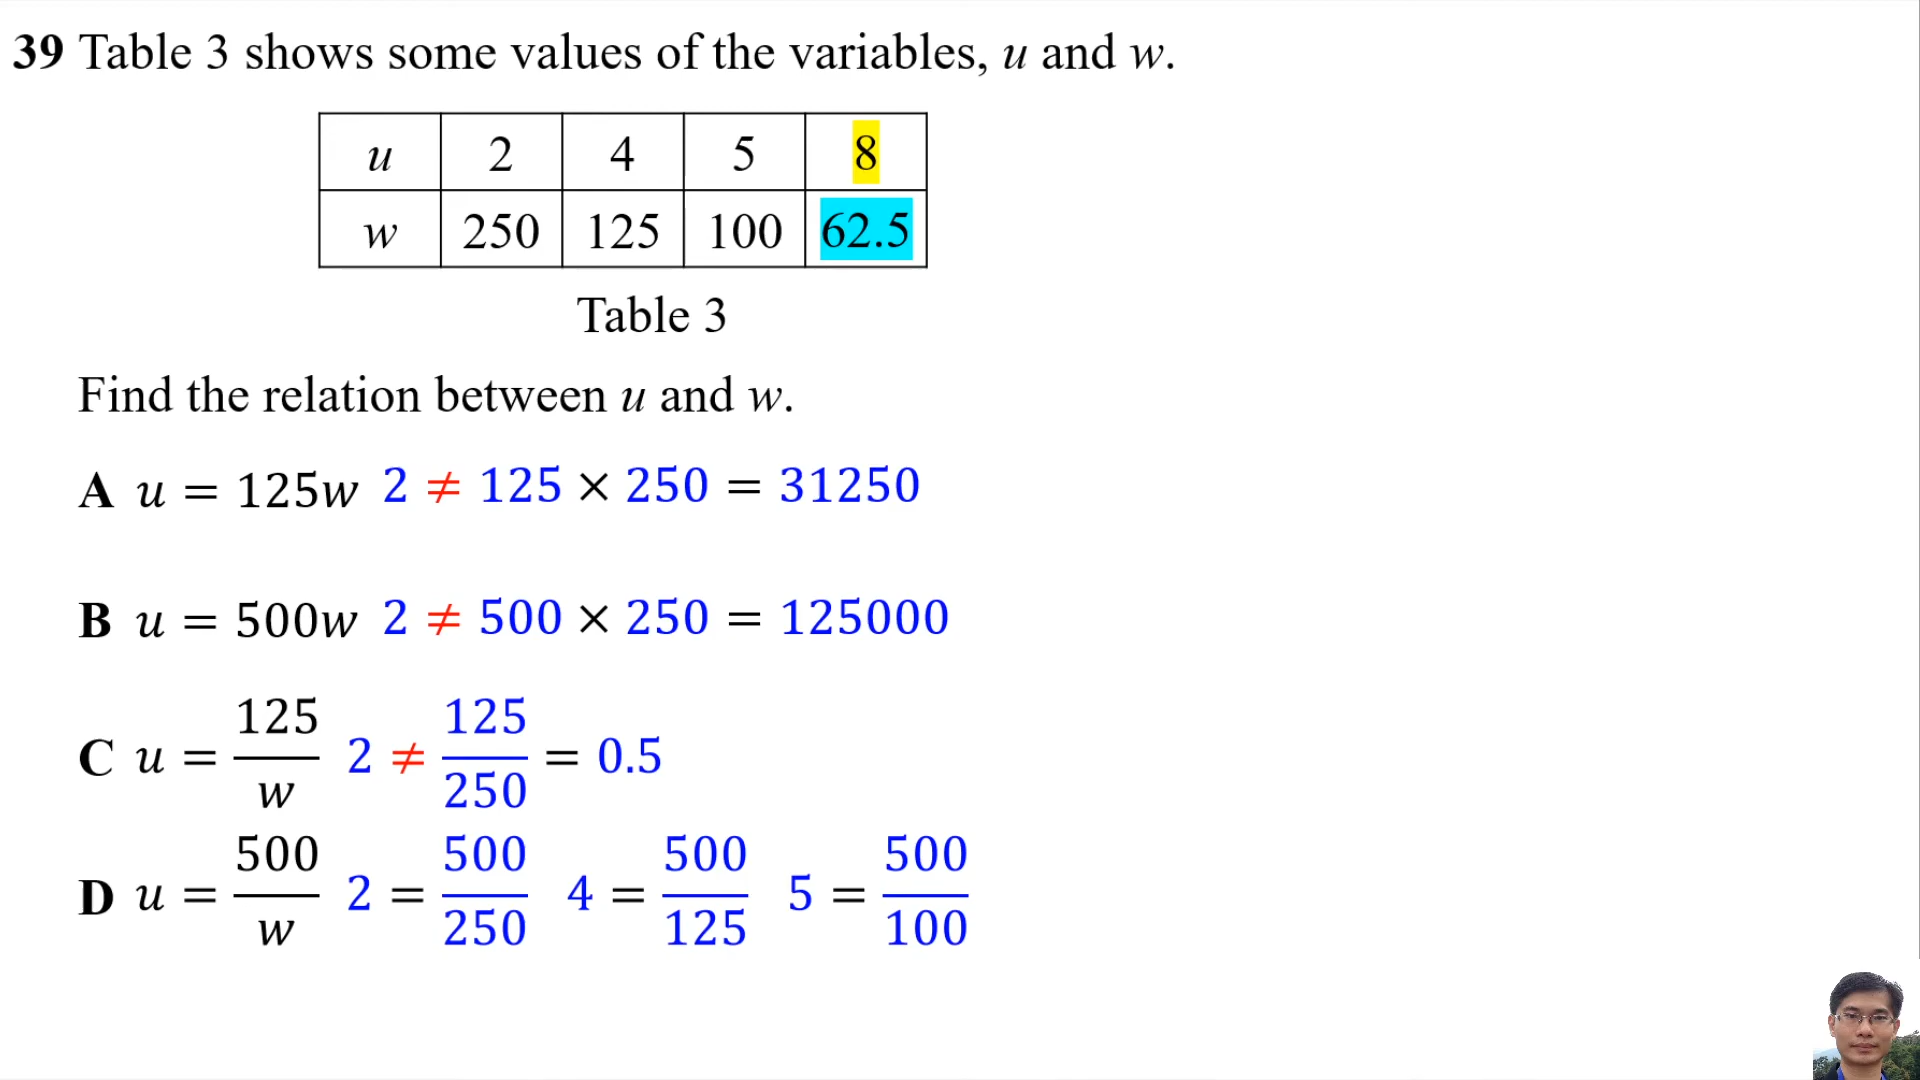 39 Table 3 shows some values of the variables, u and w.
u 2 4 5 8
w 250 125 100 62.5
Table 3
Find the relation between u and w.
A u = 125w 2 ≠ 125 × 250 = 31250
B u = 500w 2 ≠ 500 × 250 = 125000
C u = 125/w 2 ≠ 125/250 = 0.5
D u = 500/w 2 = 500/250 4 = 500/125 5 = 500/100